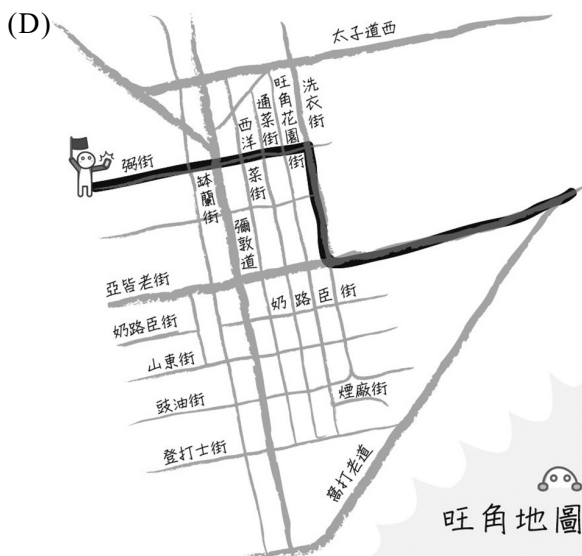 (D)
太子道西
洗衣街
旺角花園街
通菜街
西洋菜街
弼街
缽蘭街
彌敦道
亞皆老街
奶路臣街
奶路臣街
山東街
豉油街
煙廠街
登打士街
窩打老道
旺角地圖